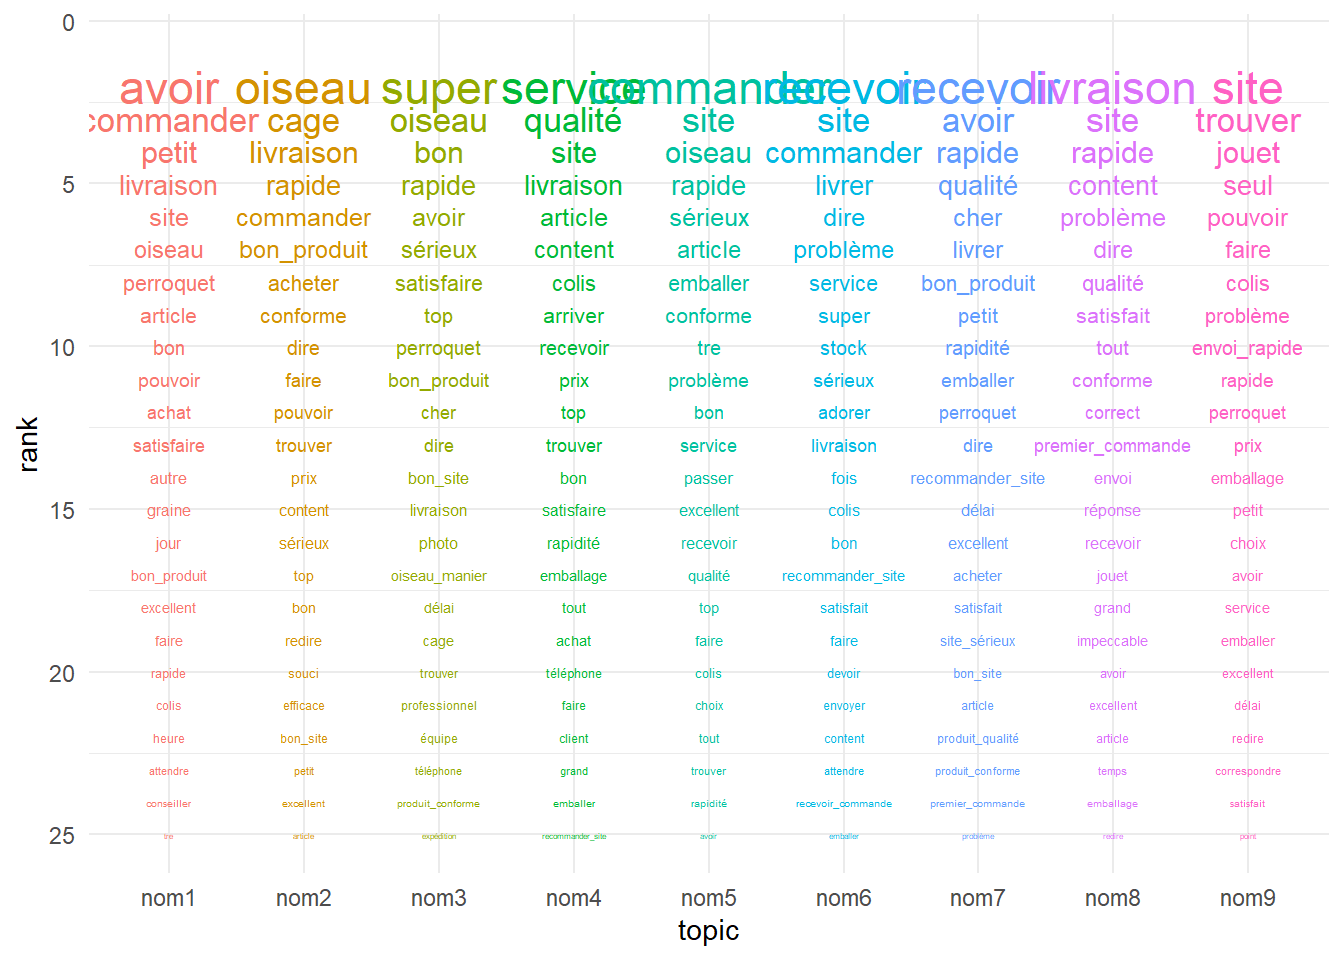 0
avoir oiseau super service commander recevoir recevoir livraison site
commander cage oiseau qualité site site avoir site trouver
petit livraison bon site oiseau commander rapide rapide jouet
5 livraison rapide rapide livraison rapide livrer qualité content seul
site commander avoir article sérieux dire cher problème pouvoir
oiseau bon_produit sérieux content article problème livrer dire faire
perroquet acheter satisfaire colis emballer service bon_produit qualité colis
article conforme top arriver conforme super petit satisfait problème
10 bon dire perroquet recevoir tre stock rapidité tout envoi_rapide
pouvoir faire bon_produit prix problème sérieux emballer conforme rapide
achat pouvoir cher top bon adorer perroquet correct perroquet
satisfaire trouver dire trouver service livraison dire premier_commande prix
autre prix bon_site bon passer fois recommander_site envoi emballage
15 graine content livraison satisfaire excellent colis délai réponse petit
jour sérieux photo rapidité recevoir bon excellent recevoir choix
bon_produit top oiseau_manier emballage qualité recommander_site acheter jouet avoir
excellent bon délai tout top satisfait satisfait grand service
faire redire cage achat faire faire site_sérieux impeccable emballer
20 rapide souci trouver téléphone colis devoir bon_site avoir excellent
colis efficace professionnel faire choix envoyer article excellent délai
heure bon_site équipe client tout content produit_qualité article redire
attendre petit téléphone grand trouver attendre produit_conforme temps correspondre
conseiller excellent produit_conforme emballer rapidité recevoir_commande premier_commande emballage satisfait
25 tre article expédition recommander_site avoir emballer problème redire point
rank
nom1 nom2 nom3 nom4 nom5 nom6 nom7 nom8 nom9
topic